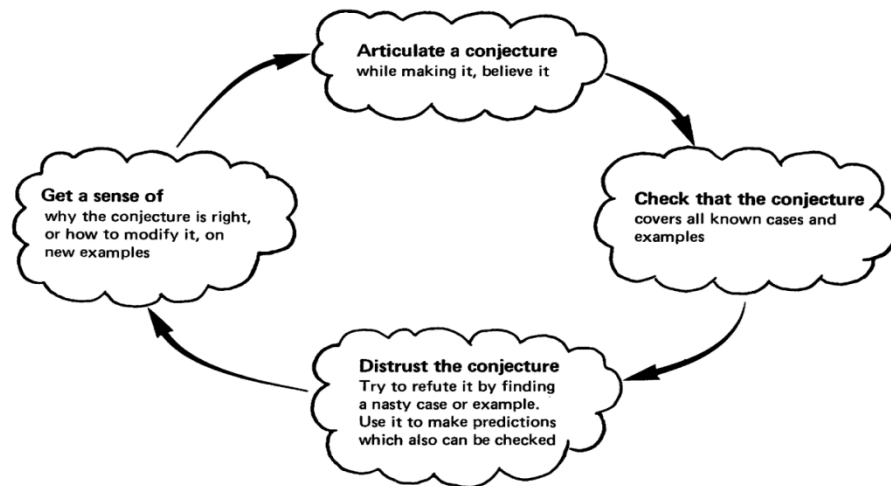 Articulate a conjecture
while making it, believe it
Check that the conjecture
covers all known cases and
examples
Distrust the conjecture
Try to refute it by finding
a nasty case or example.
Use it to make predictions
which also can be checked
Get a sense of
why the conjecture is right,
or how to modify it, on
new examples